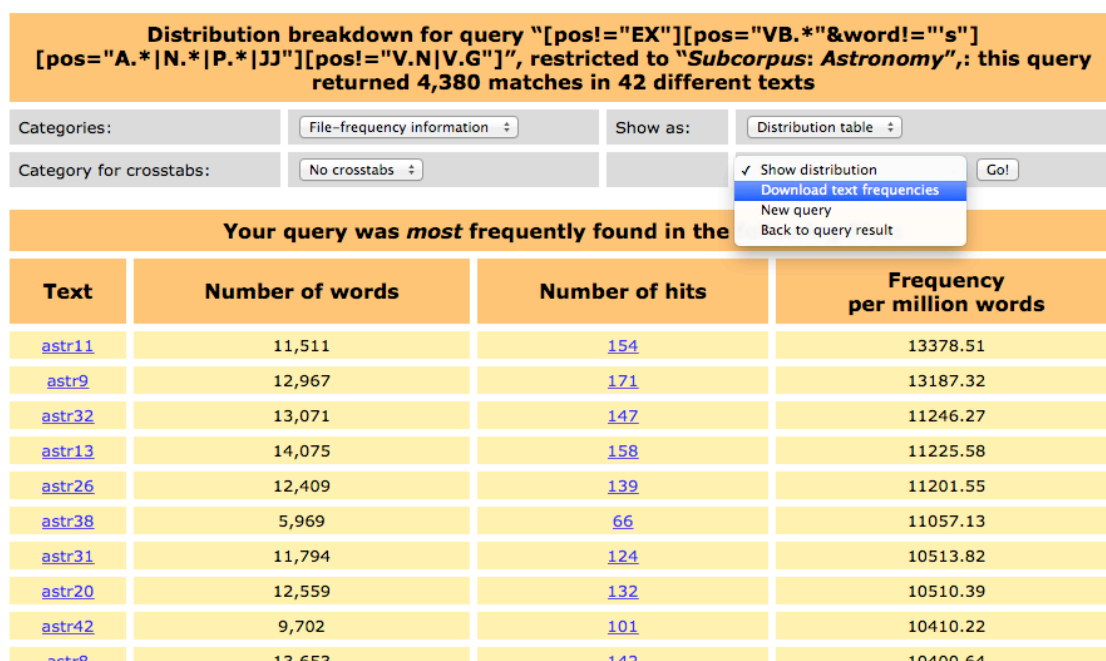 Distribution breakdown for query “[pos!="EX"][pos="VB.*"&word!="'s"]
[pos="A.*|N.*|P.*|JJ"][pos!="V.N|V.G"]”, restricted to “Subcorpus: Astronomy”,: this query
returned 4,380 matches in 42 different texts
Categories: File-frequency information Show as: Distribution table
Category for crosstabs: No crosstabs ✓ Show distribution Go!
Download text frequencies
New query
Back to query result
Your query was most frequently found in the
Text Number of words Number of hits Frequency per million words
astr11 11,511 154 13378.51
astr9 12,967 171 13187.32
astr32 13,071 147 11246.27
astr13 14,075 158 11225.58
astr26 12,409 139 11201.55
astr38 5,969 66 11057.13
astr31 11,794 124 10513.82
astr20 12,559 132 10510.39
astr42 9,702 101 10410.22
astr8 13,653 142 10400.64